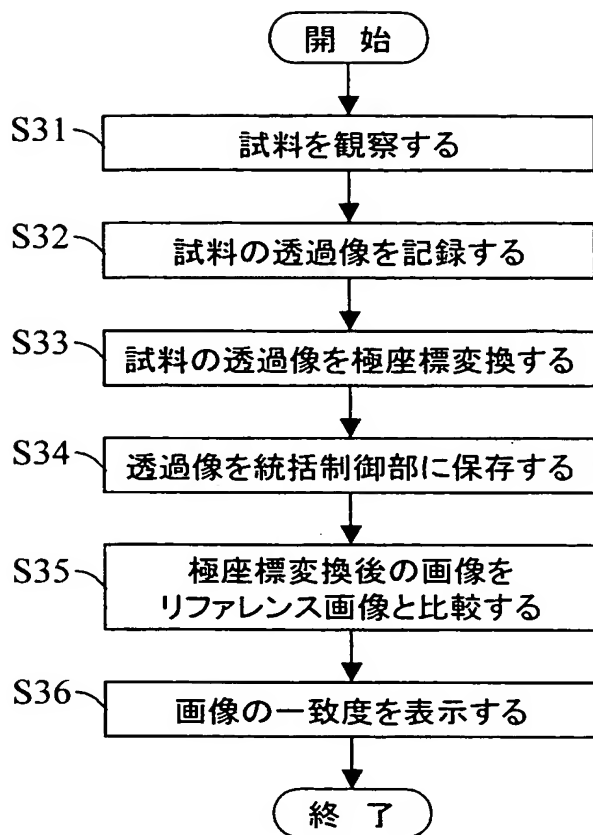 開 始
S31
試料を観察する
S32
試料の透過像を記録する
S33
試料の透過像を極座標変換する
S34
透過像を統括制御部に保存する
S35
極座標変換後の画像を
リファレンス画像と比較する
S36
画像の一致度を表示する
終 了